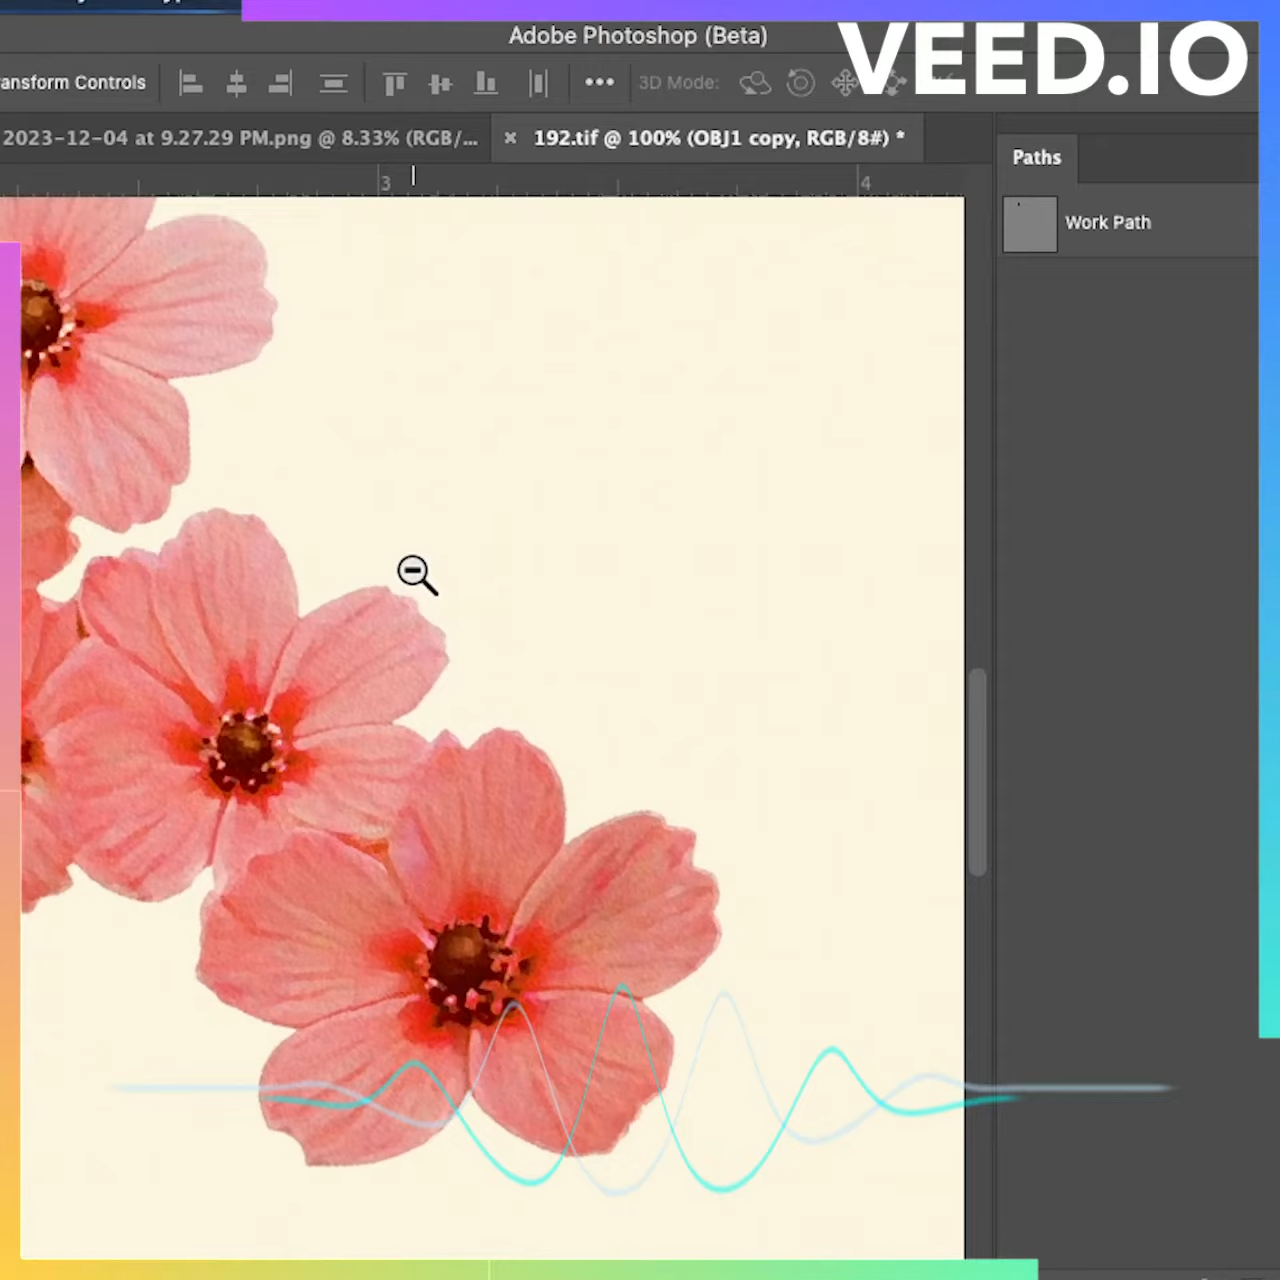 Adobe Photoshop (Beta)
VEED.IO
ansform Controls
3D Mode:
2023-12-04 at 9.27.29 PM.png @ 8.33% (RGB/...
× 192.tif @ 100% (OBJ1 copy, RGB/8#) *
Paths
3
4
Work Path